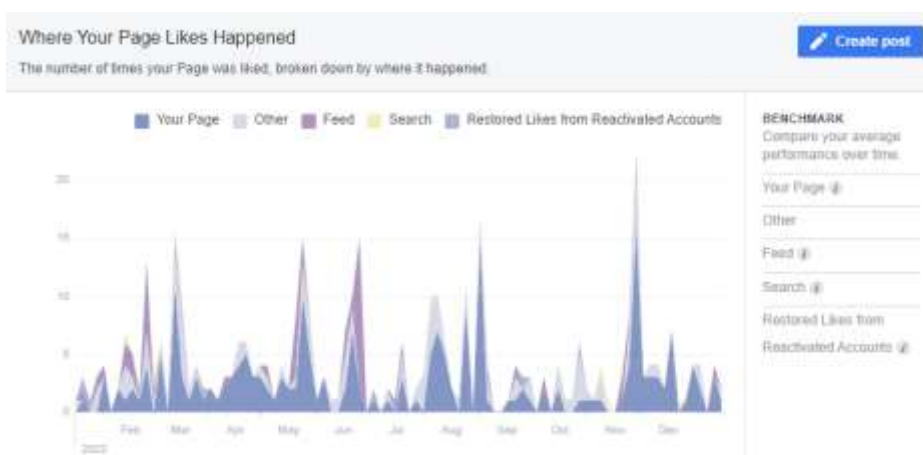 Where Your Page Likes Happened
Create post
The number of times your Page was liked, broken down by where it happened.
Your Page Other Feed Search Restored Likes from Reactivated Accounts
BENCHMARK
Compare your average
performance over time.
Your Page
Other
Feed
Search
Restored Likes from
Reactivated Accounts
20
15
10
5
0
Feb Mar Apr May Jun Jul Aug Sep Oct Nov Dec